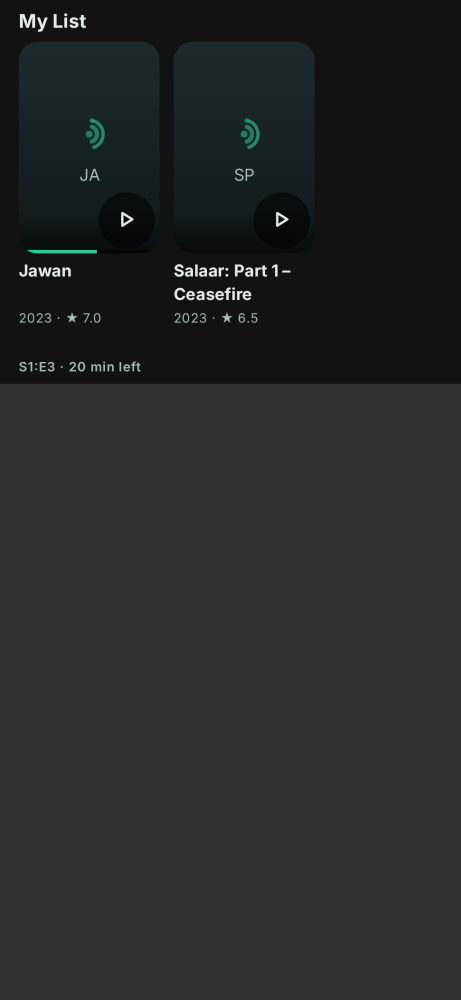 My List
JA
SP
Jawan
Salaar: Part 1 –
Ceasefire
2023 · ★ 7.0
2023 · ★ 6.5
S1:E3 · 20 min left